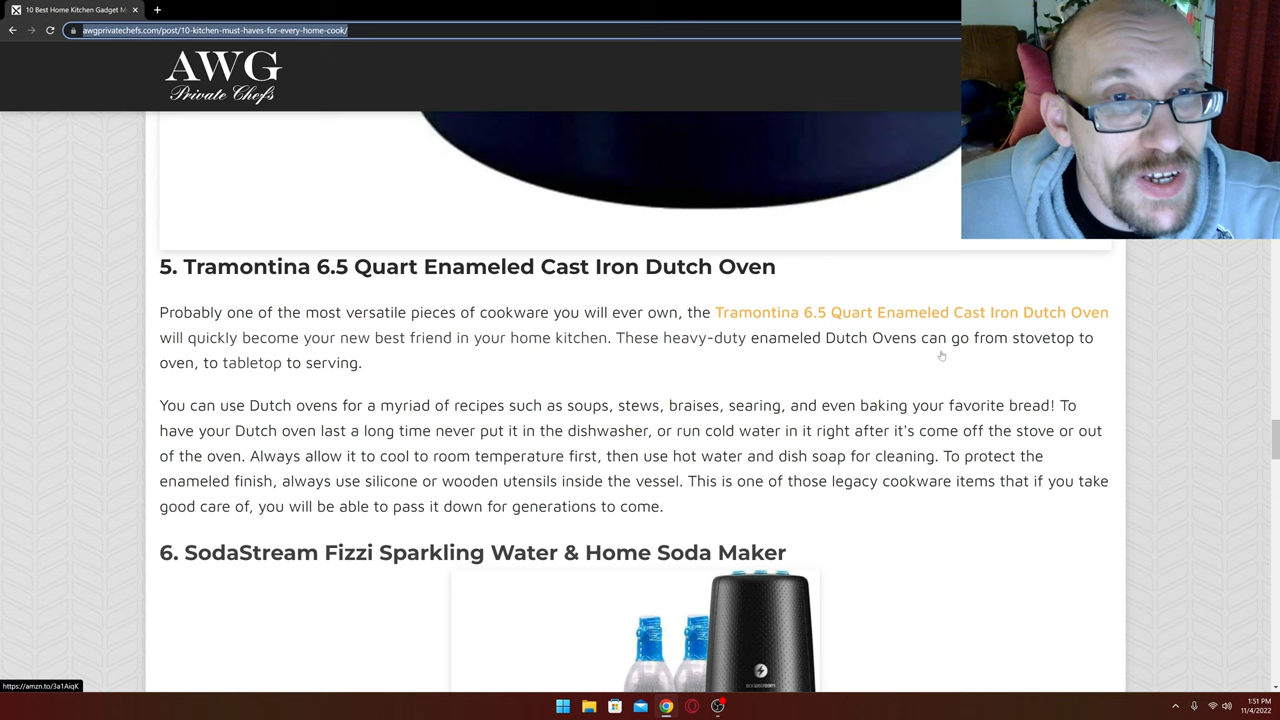 10 Best Home Kitchen Gadget M
awgprivatechefs.com/post/10-kitchen-must-haves-for-every-home-cook/
AWG
Private Chefs
5. Tramontina 6.5 Quart Enameled Cast Iron Dutch Oven
Probably one of the most versatile pieces of cookware you will ever own, the Tramontina 6.5 Quart Enameled Cast Iron Dutch Oven
will quickly become your new best friend in your home kitchen. These heavy-duty enameled Dutch Ovens can go from stovetop to
oven, to tabletop to serving.
You can use Dutch ovens for a myriad of recipes such as soups, stews, braises, searing, and even baking your favorite bread! To
have your Dutch oven last a long time never put it in the dishwasher, or run cold water in it right after it's come off the stove or out
of the oven. Always allow it to cool to room temperature first, then use hot water and dish soap for cleaning. To protect the
enameled finish, always use silicone or wooden utensils inside the vessel. This is one of those legacy cookware items that if you take
good care of, you will be able to pass it down for generations to come.
6. SodaStream Fizzi Sparkling Water & Home Soda Maker
sodastream
https://amzn.to/3a1AiqK
1:51 PM
11/4/2022